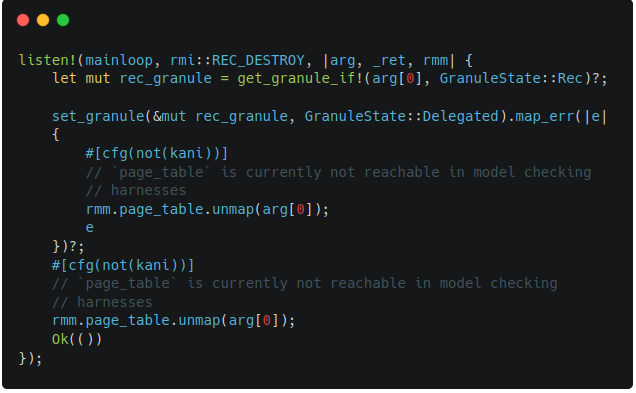 listen!(mainloop, rmi::REC_DESTROY, |arg, _ret, rmm| {
    let mut rec_granule = get_granule_if!(arg[0], GranuleState::Rec)?;

    set_granule(&mut rec_granule, GranuleState::Delegated).map_err(|e|
    {
        #[cfg(not(kani))]
        // `page_table` is currently not reachable in model checking
        // harnesses
        rmm.page_table.unmap(arg[0]);
        e
    })?;
    #[cfg(not(kani))]
    // `page_table` is currently not reachable in model checking
    // harnesses
    rmm.page_table.unmap(arg[0]);
    Ok(())
});